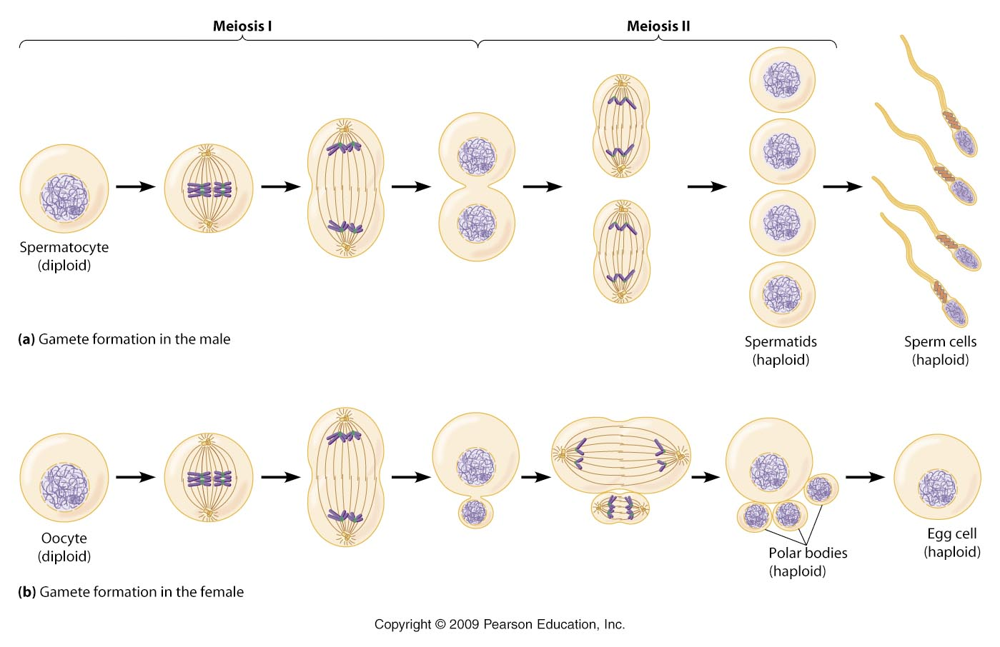 Meiosis I
Meiosis II
Spermatocyte
(diploid)
Spermatids
(haploid)
Sperm cells
(haploid)
(a) Gamete formation in the male
Oocyte
(diploid)
Polar bodies
(haploid)
Egg cell
(haploid)
(b) Gamete formation in the female
Copyright © 2009 Pearson Education, Inc.